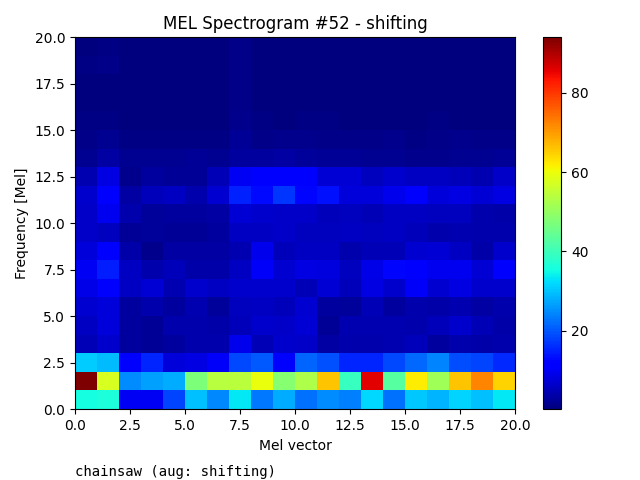 MEL Spectrogram #52 - shifting
20.0
17.5
15.0
12.5
10.0
7.5
5.0
2.5
0.0
Frequency [Mel]
0.0 2.5 5.0 7.5 10.0 12.5 15.0 17.5 20.0
Mel vector
80
60
40
20
chainsaw (aug: shifting)